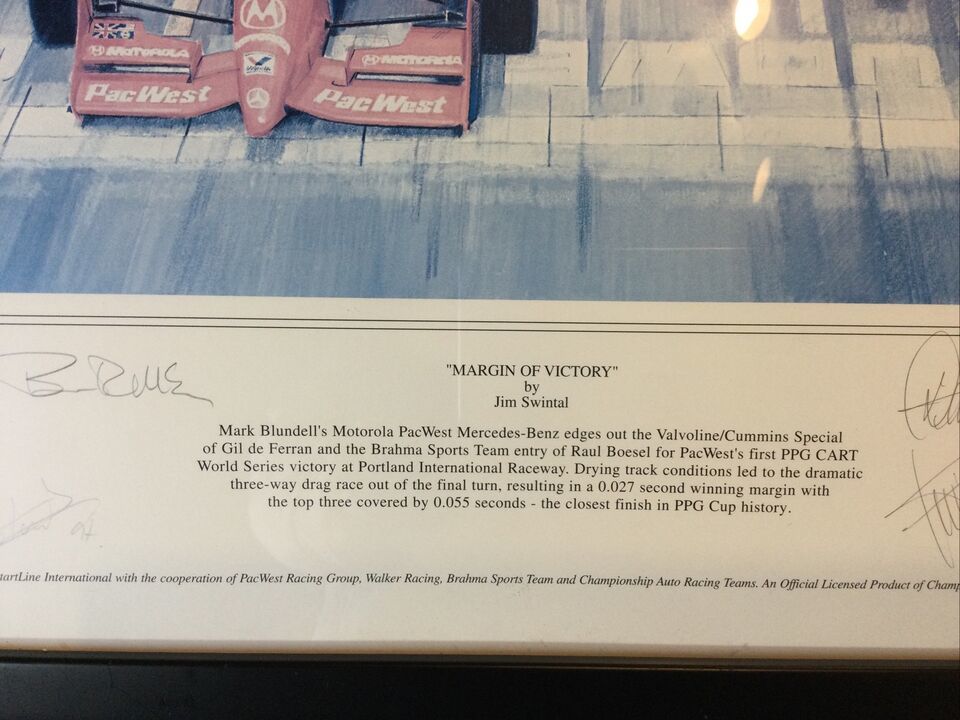 MOTOROLA
MOTOROLA
Valvoline
PacWest
PacWest
"MARGIN OF VICTORY"
by
Jim Swintal
Mark Blundell's Motorola PacWest Mercedes-Benz edges out the Valvoline/Cummins Special
of Gil de Ferran and the Brahma Sports Team entry of Raul Boesel for PacWest's first PPG CART
World Series victory at Portland International Raceway. Drying track conditions led to the dramatic
three-way drag race out of the final turn, resulting in a 0.027 second winning margin with
the top three covered by 0.055 seconds - the closest finish in PPG Cup history.
tartLine International with the cooperation of PacWest Racing Group, Walker Racing, Brahma Sports Team and Championship Auto Racing Teams. An Official Licensed Product of Champ